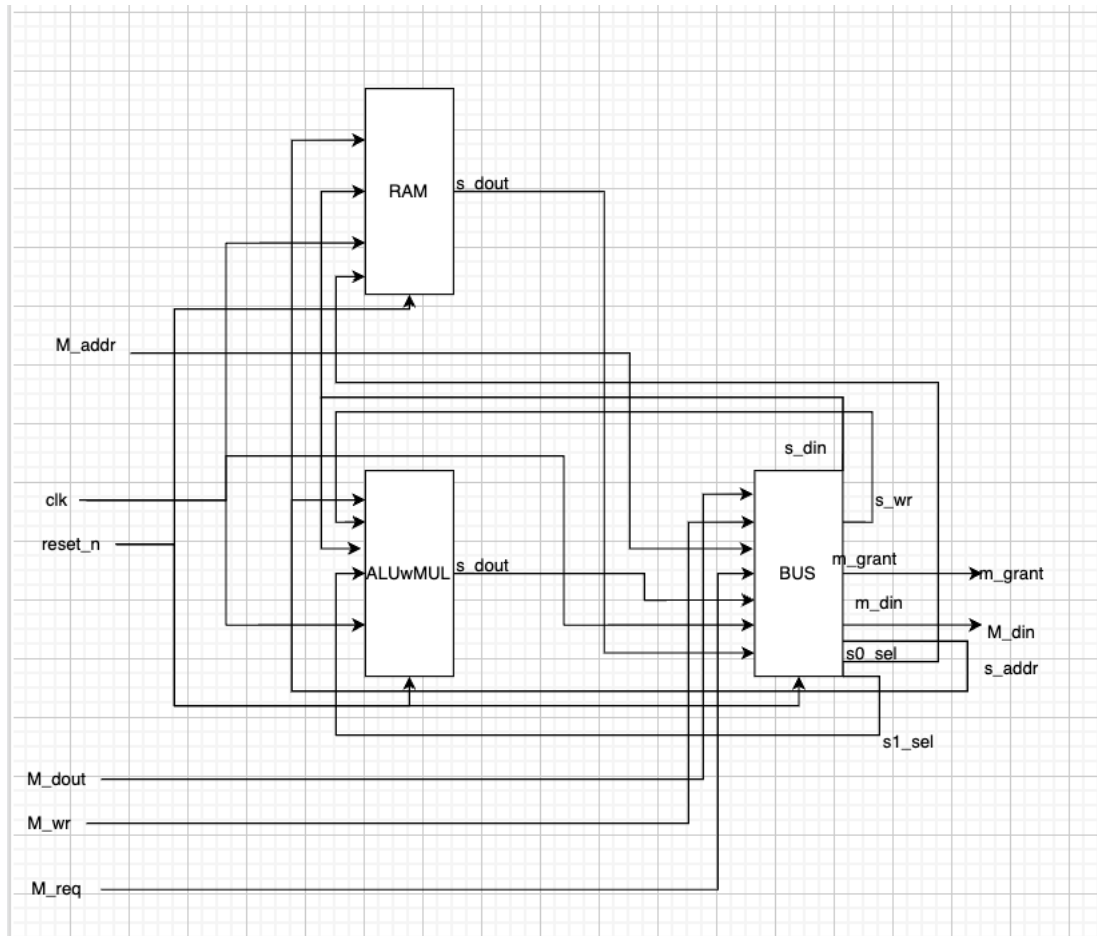 RAM
s_dout
M_addr
s_din
clk
s_wr
reset_n
m_grant
ALUwMUL
s_dout
BUS
m_grant
m_din
M_din
s0_sel
s_addr
s1_sel
M_dout
M_wr
M_req